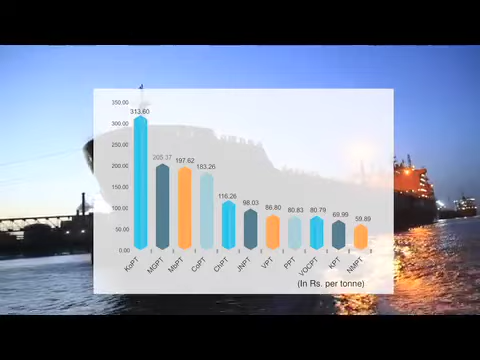 350.00
300.00
250.00
200.00
150.00
100.00
50.00
0.00
313.60
205.37
197.62
183.26
116.26
98.03
86.80
80.83
80.79
69.99
59.89
KoPT
MGPT
MbPT
CoPT
ChPT
JNPT
VPT
PPT
VOCPT
KPT
NMPT
(In Rs. per tonne)